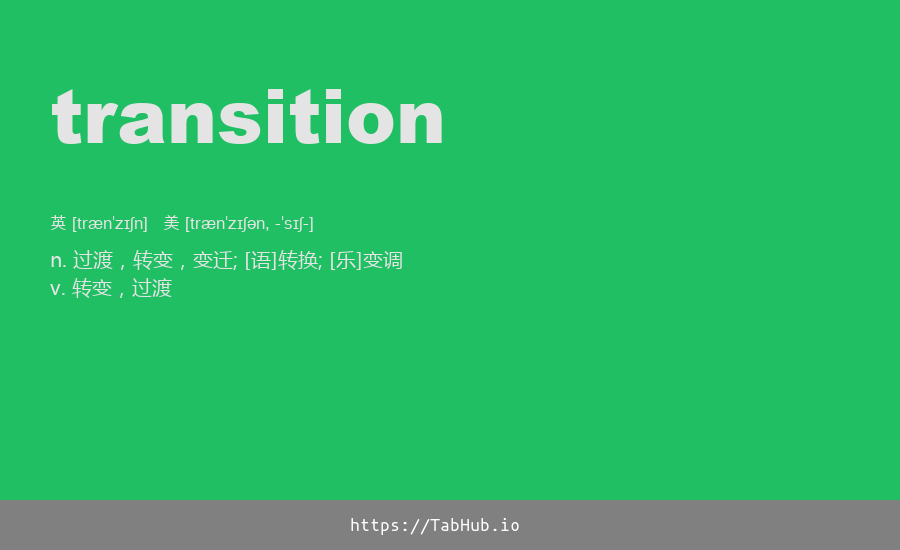 transition
英 [træn'zɪʃn] 美 [træn'zɪʃən, -'sɪʃ-]
n. 过渡，转变，变迁; [语]转换; [乐]变调
v. 转变，过渡
https://TabHub.io